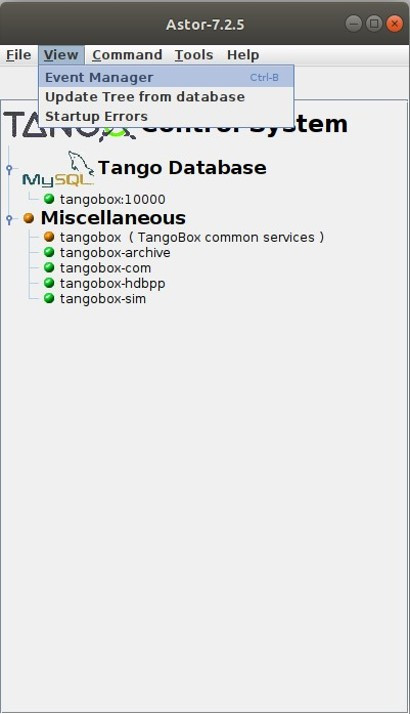 Astor-7.2.5
File View Command Tools Help
Event Manager Ctrl-B
Update Tree from database
Startup Errors
TANGO Control System
MySQL Tango Database
tangobox:10000
Miscellaneous
tangobox ( TangoBox common services )
tangobox-archive
tangobox-com
tangobox-hdbpp
tangobox-sim